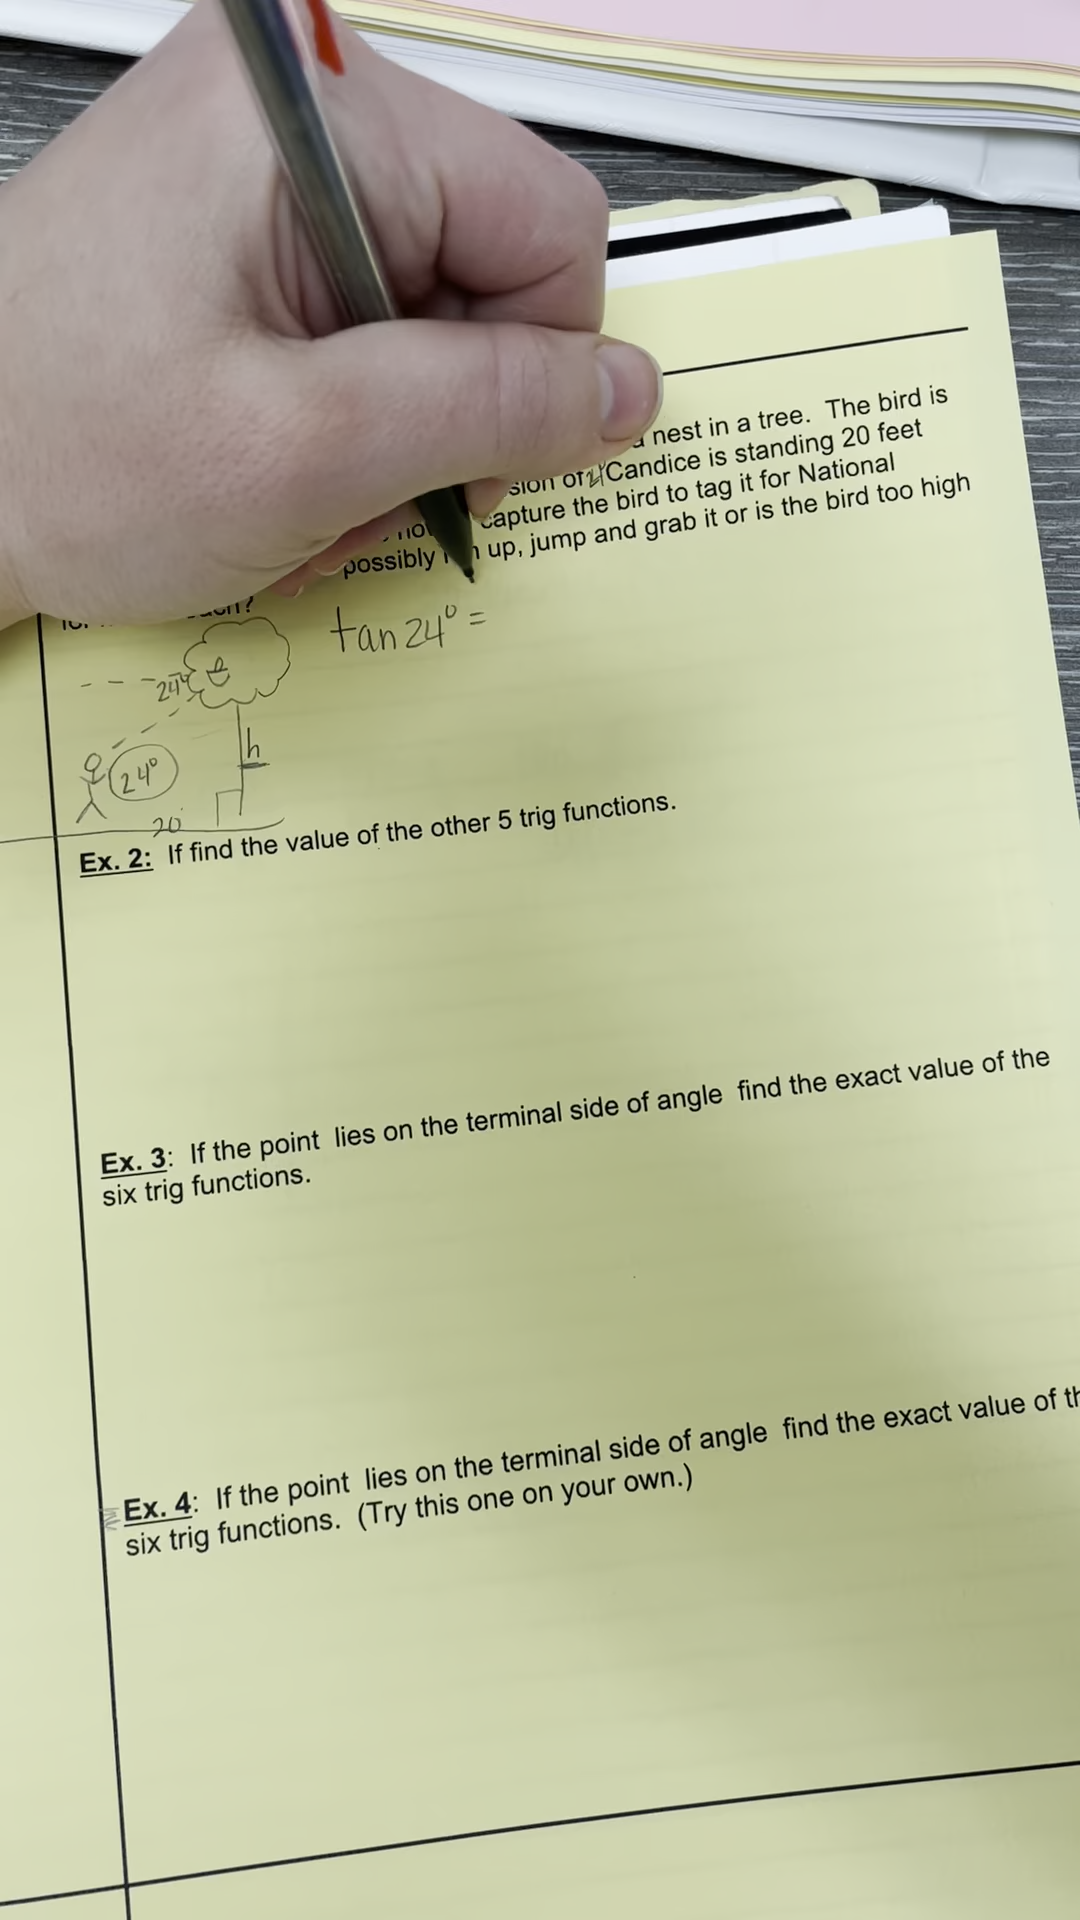 nest in a tree. The bird is
Candice is standing 20 feet
capture the bird to tag it for National
possibly up, jump and grab it or is the bird too high
tan 24° =
24°
24°
h
20
Ex. 2: If find the value of the other 5 trig functions.
Ex. 3: If the point lies on the terminal side of angle find the exact value of the
six trig functions.
Ex. 4: If the point lies on the terminal side of angle find the exact value of
six trig functions. (Try this one on your own.)